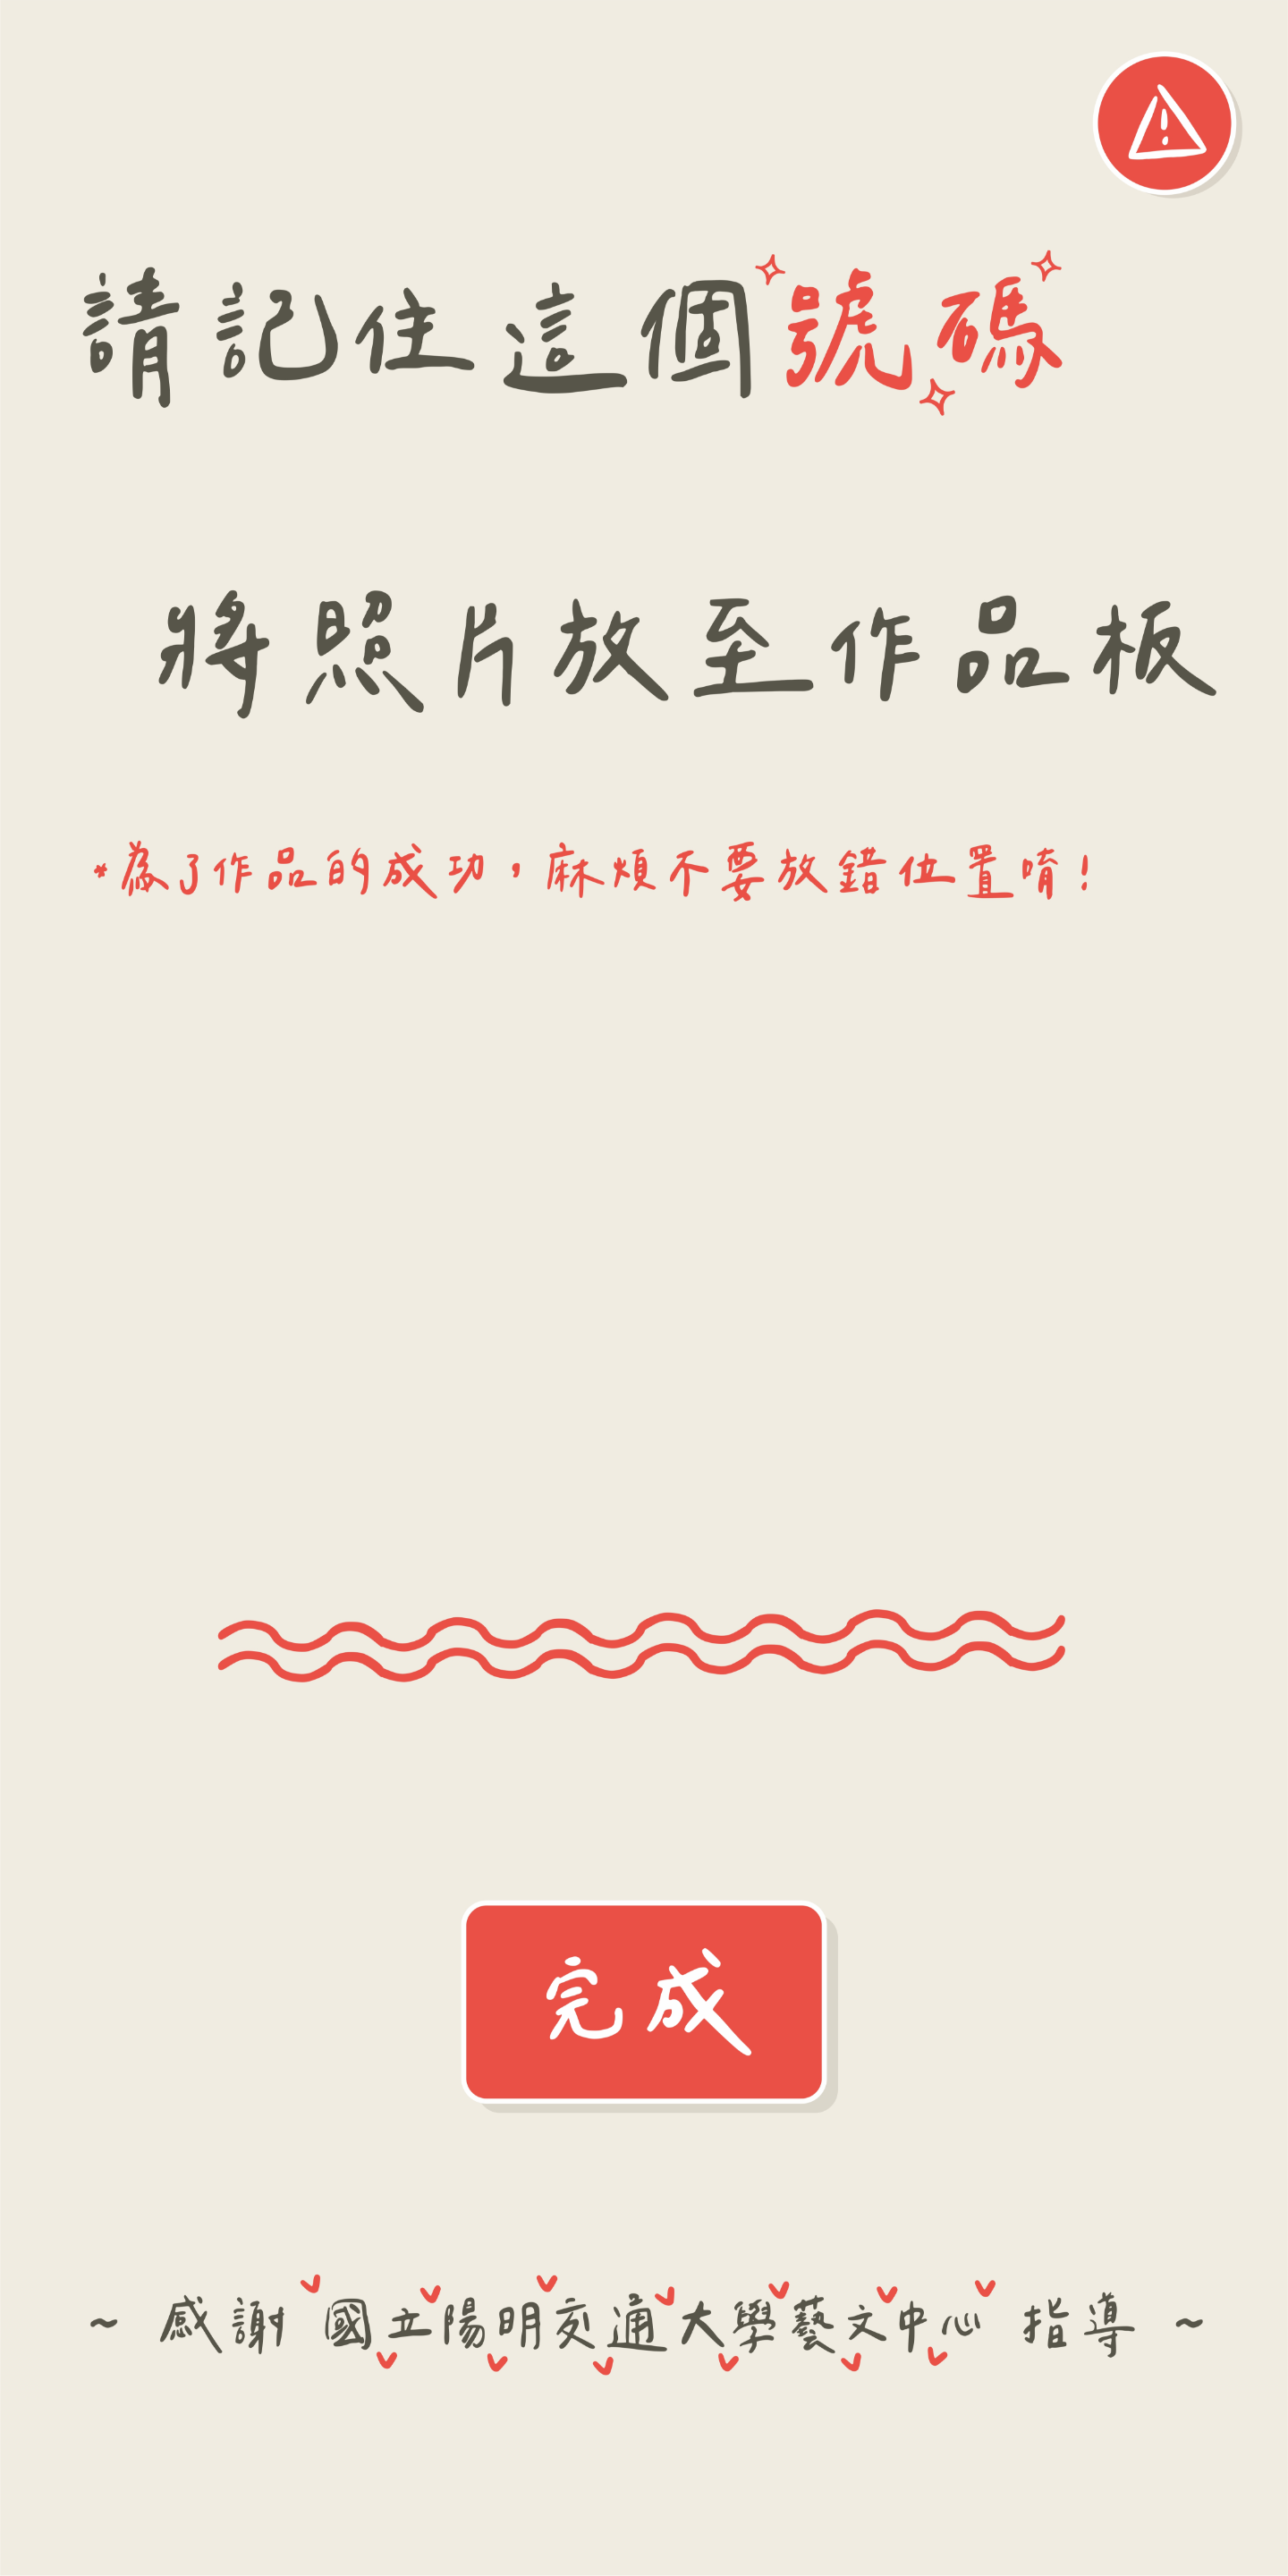 請記住這個號碼
將照片放至作品板
*為了作品的成功，麻煩不要放錯位置唷！
完成
~ 感謝 國立陽明交通大學藝文中心 指導 ~